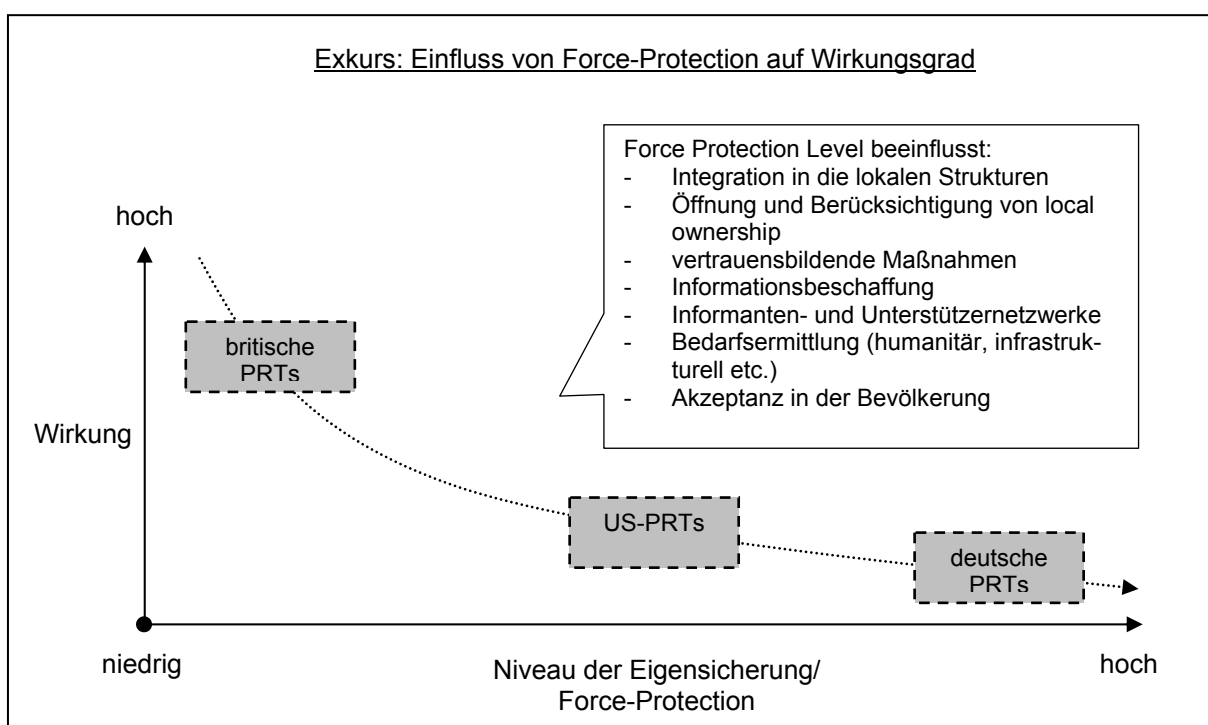 Exkurs: Einfluss von Force-Protection auf Wirkungsgrad
Force Protection Level beeinflusst:
- Integration in die lokalen Strukturen
- Öffnung und Berücksichtigung von local
ownership
- vertrauensbildende Maßnahmen
- Informationsbeschaffung
- Informanten- und Unterstützernetzwerke
- Bedarfsermittlung (humanitär, infrastruk-
turell etc.)
- Akzeptanz in der Bevölkerung
hoch
britische
PRTs
Wirkung
US-PRTs
deutsche
PRTs
niedrig
Niveau der Eigensicherung/
Force-Protection
hoch